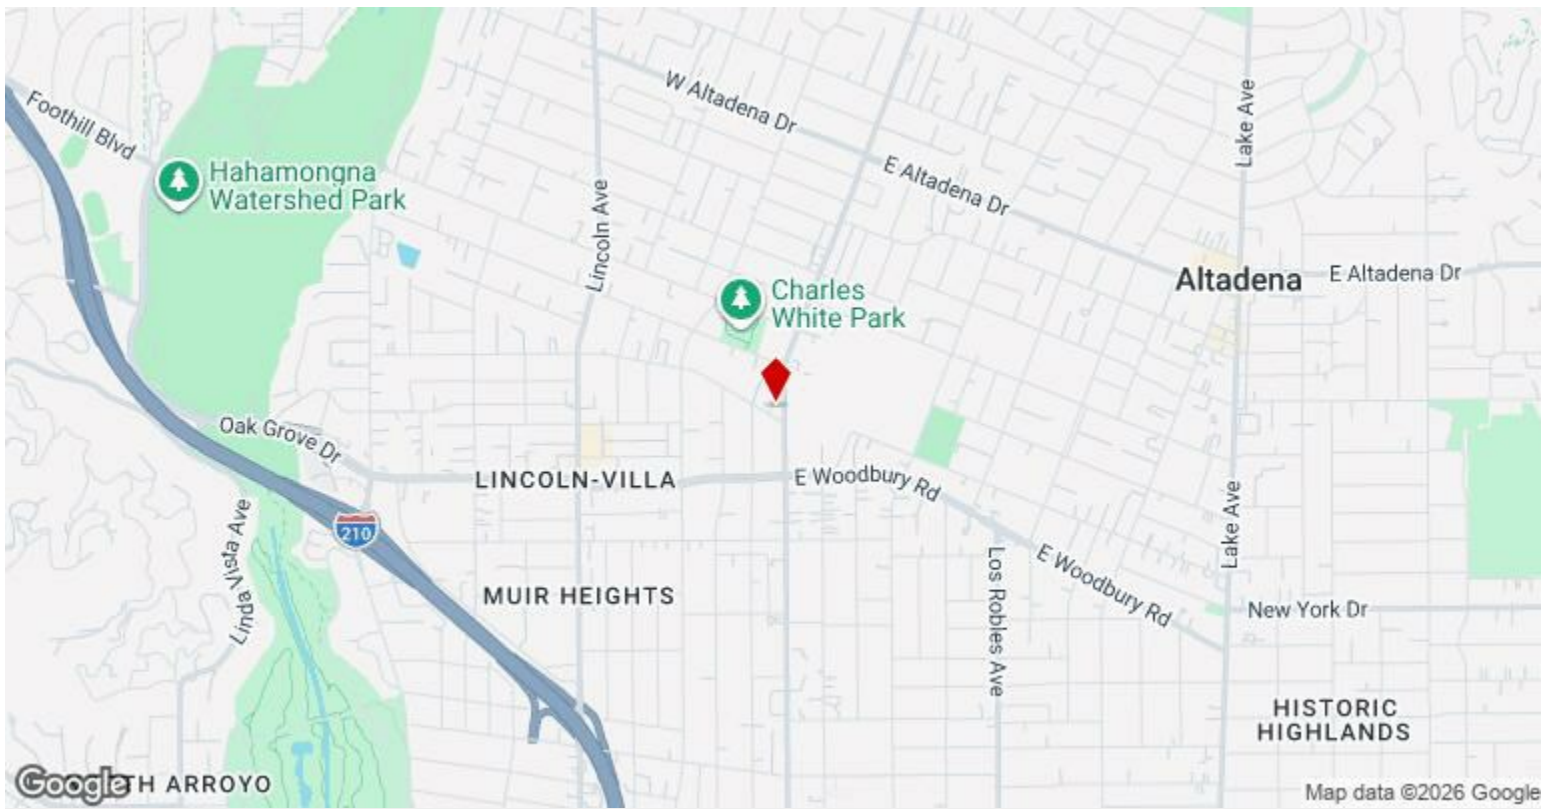 Foothill Blvd
W Altadena Dr
Lake Ave
Hahamongna
Watershed Park
E Altadena Dr
Lincoln Ave
Altadena
E Altadena Dr
Charles
White Park
Oak Grove Dr
LINCOLN-VILLA
E Woodbury Rd
210
Linda Vista Ave
Lake Ave
MUIR HEIGHTS
Los Robles Ave
E Woodbury Rd
New York Dr
HISTORIC
HIGHLANDS
Google
TH ARROYO
Map data ©2026 Google